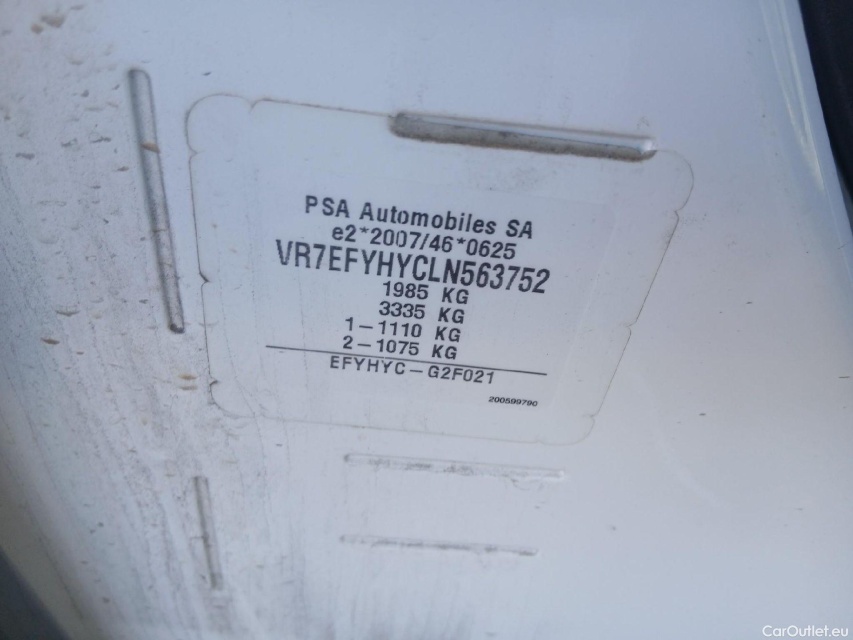 PSA Automobiles SA
e2*2007/46*0625
VR7EFYHYCLN563752
1985 KG
3335 KG
1-1110 KG
2-1075 KG
EFYHYC-G2F021
200599790
CarOutlet.eu